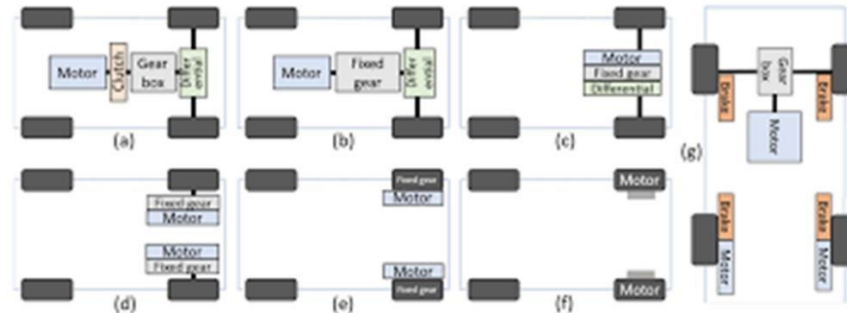 Motor
Clutch
Gear
box
Differ
ential
(a)
Motor
Fixed
gear
Differ
ential
(b)
Motor
Fixed gear
Differential
(c)
Gear
box
Brake
Brake
Motor
(g)
Brake
Motor
Brake
Motor
Fixed gear
Motor
Motor
Fixed gear
(d)
Fixed gear
Motor
Motor
Fixed gear
(e)
Motor
Motor
(f)